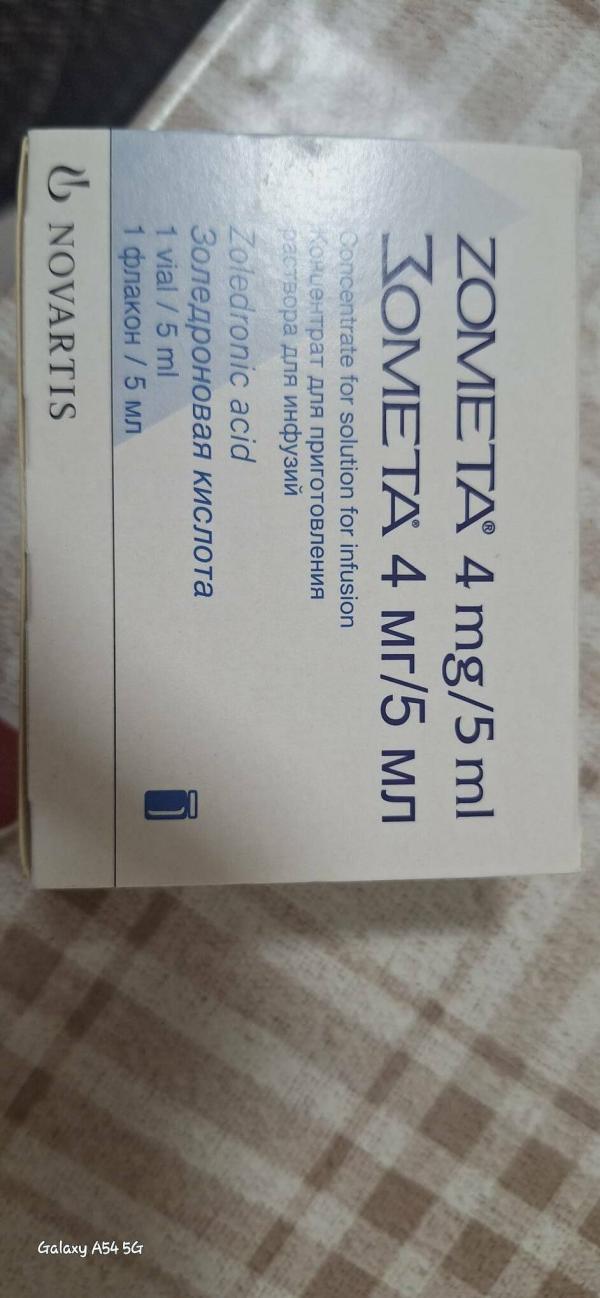 ZOMETA® 4 mg/5 ml
ЗОМЕТА® 4 мг/5 мл
Concentrate for solution for infusion
Концентрат для приготовления
раствора для инфузий
Zoledronic acid
Золедроновая кислота
1 vial / 5 ml
1 флакон / 5 мл
NOVARTIS
Galaxy A54 5G